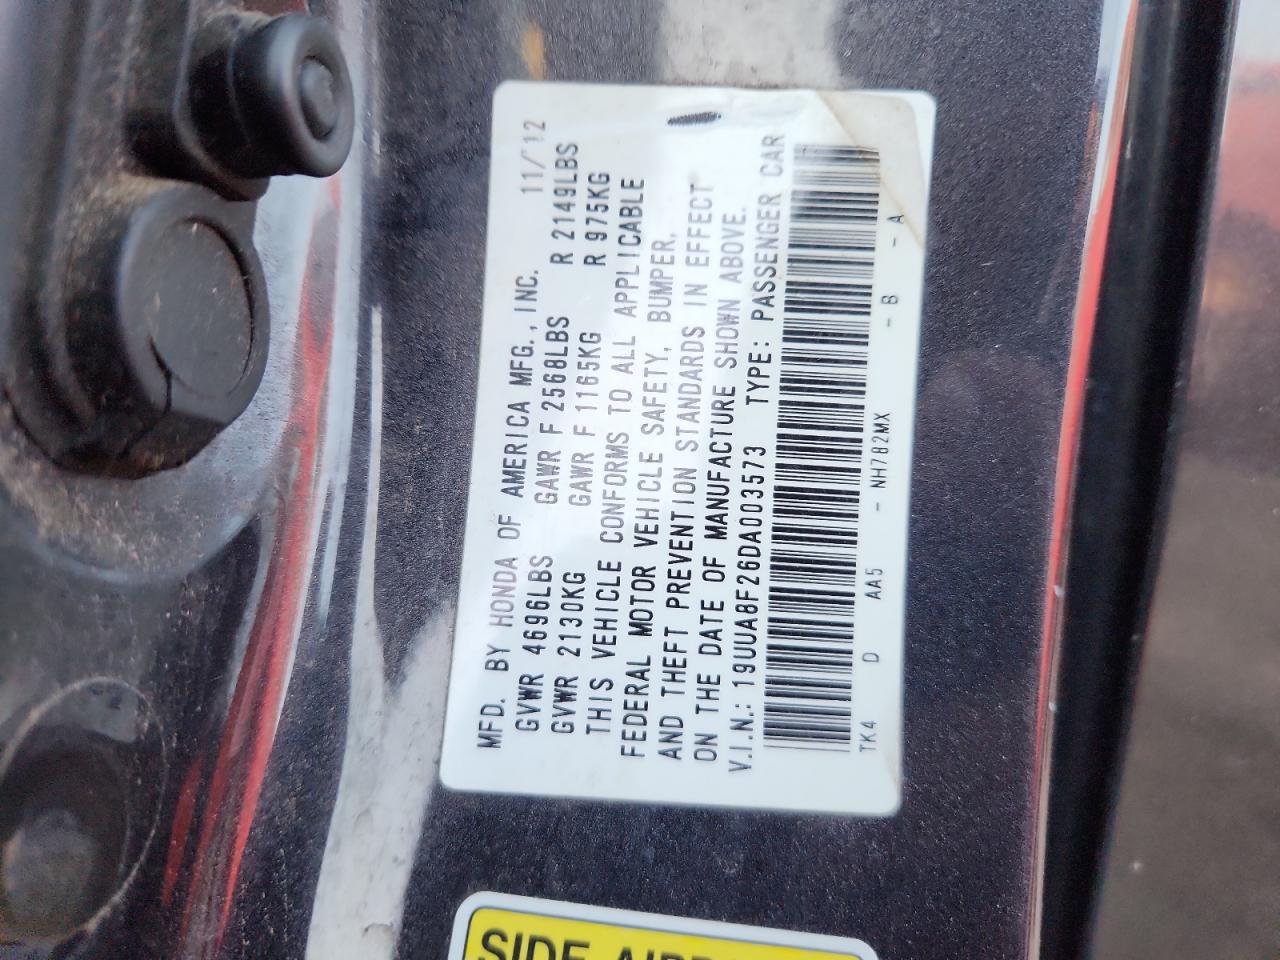 MFD. BY HONDA OF AMERICA MFG., INC. 11/12
GVWR 4696LBS GAWR F 2568LBS R 2149LBS
GVWR 2130KG GAWR F 1165KG R 975KG
THIS VEHICLE CONFORMS TO ALL APPLICABLE
FEDERAL MOTOR VEHICLE SAFETY, BUMPER,
AND THEFT PREVENTION STANDARDS IN EFFECT
ON THE DATE OF MANUFACTURE SHOWN ABOVE.
V.I.N.: 19UUA8F26DA003573 TYPE: PASSENGER CAR
TK4 D AA5 - NH782MX - B - A
SIDE